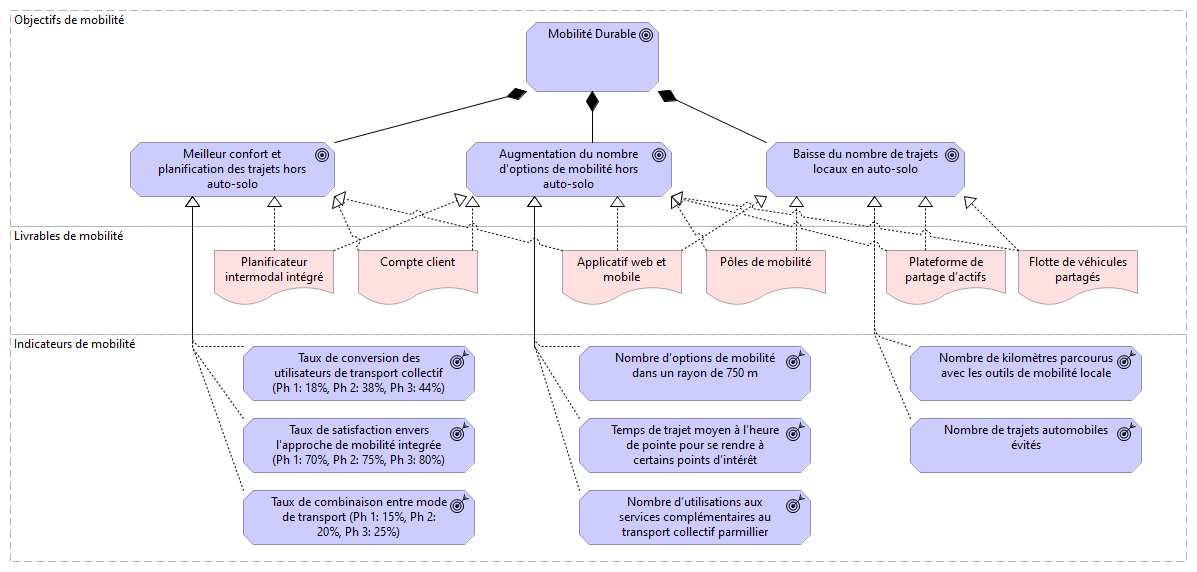 Objectifs de mobilité
Mobilité Durable
Meilleur confort et
planification des trajets hors
auto-solo
Augmentation du nombre
d'options de mobilité hors
auto-solo
Baisse du nombre de trajets
locaux en auto-solo
Livrables de mobilité
Planificateur
intermodal intégré
Compte client
Applicatif web et
mobile
Pôles de mobilité
Plateforme de
partage d'actifs
Flotte de véhicules
partagés
Indicateurs de mobilité
Taux de conversion des
utilisateurs de transport collectif
(Ph 1: 18%, Ph 2: 38%, Ph 3: 44%)
Nombre d'options de mobilité
dans un rayon de 750 m
Nombre de kilomètres parcourus
avec les outils de mobilité locale
Taux de satisfaction envers
l'approche de mobilité integrée
(Ph 1: 70%, Ph 2: 75%, Ph 3: 80%)
Temps de trajet moyen à l'heure
de pointe pour se rendre à
certains points d'intérêt
Nombre de trajets automobiles
évités
Taux de combinaison entre mode
de transport (Ph 1: 15%, Ph 2:
20%, Ph 3: 25%)
Nombre d'utilisations aux
services complémentaires au
transport collectif parmillier